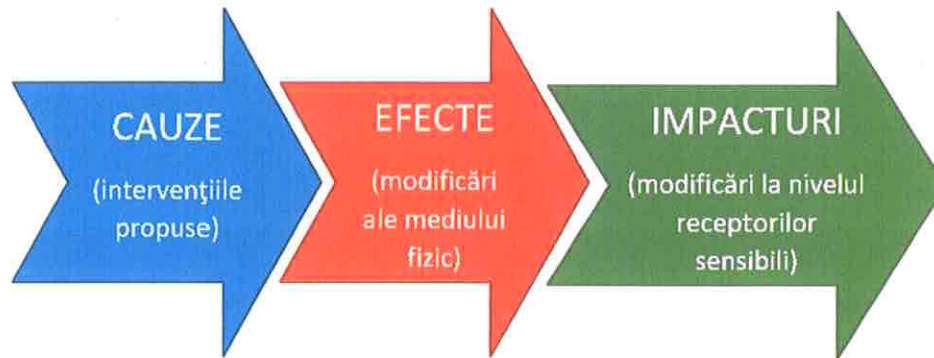 CAUZE
(intervenţiile
propuse)
EFECTE
(modificări
ale mediului
fizic)
IMPACTURI
(modificări la nivelul
receptorilor
sensibili)